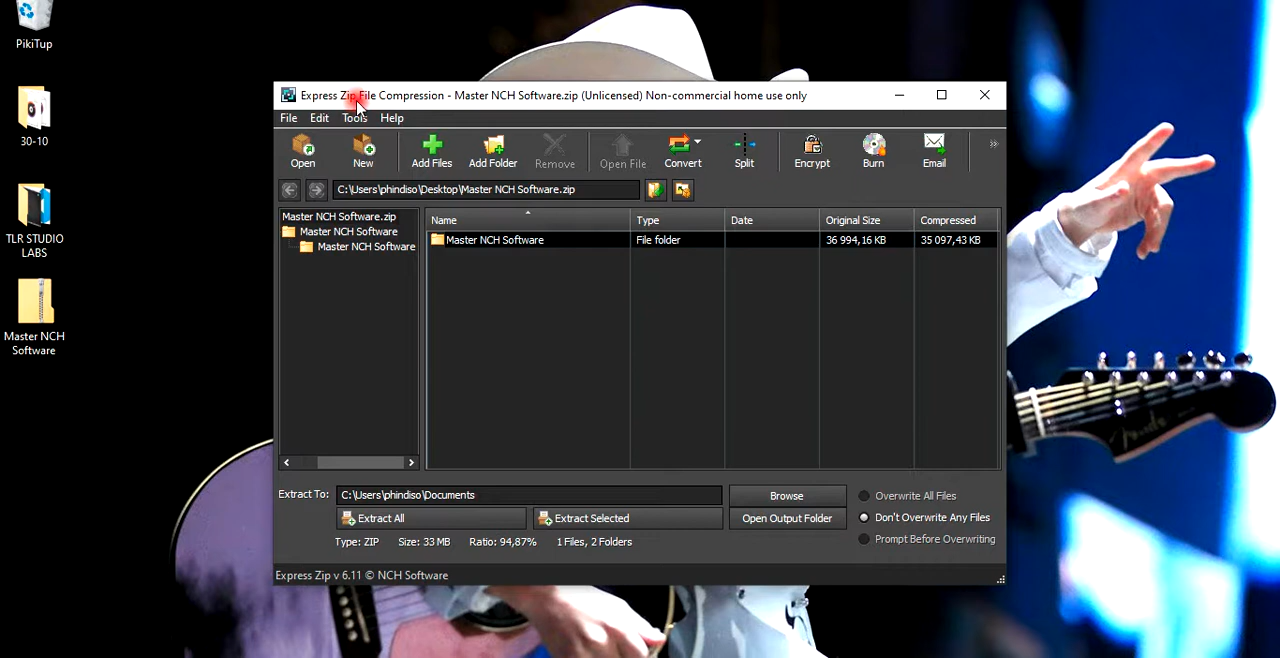 PikiTup
30-10
TLR STUDIO
LABS
Master NCH
Software
Express Zip File Compression - Master NCH Software.zip (Unlicensed) Non-commercial home use only
File Edit Tools Help
Open New Add Files Add Folder Remove Open File Convert Split Encrypt Burn Email »
C:\Users\phindiso\Desktop\Master NCH Software.zip
Master NCH Software.zip
Master NCH Software
Master NCH Software
Name Type Date Original Size Compressed
Master NCH Software File folder 36 994,16 KB 35 097,43 KB
Extract To: C:\Users\phindiso\Documents Browse Overwrite All Files
Extract All Extract Selected Open Output Folder Don't Overwrite Any Files
Type: ZIP Size: 33 MB Ratio: 94,87% 1 Files, 2 Folders Prompt Before Overwriting
Express Zip v 6.11 © NCH Software
Fender